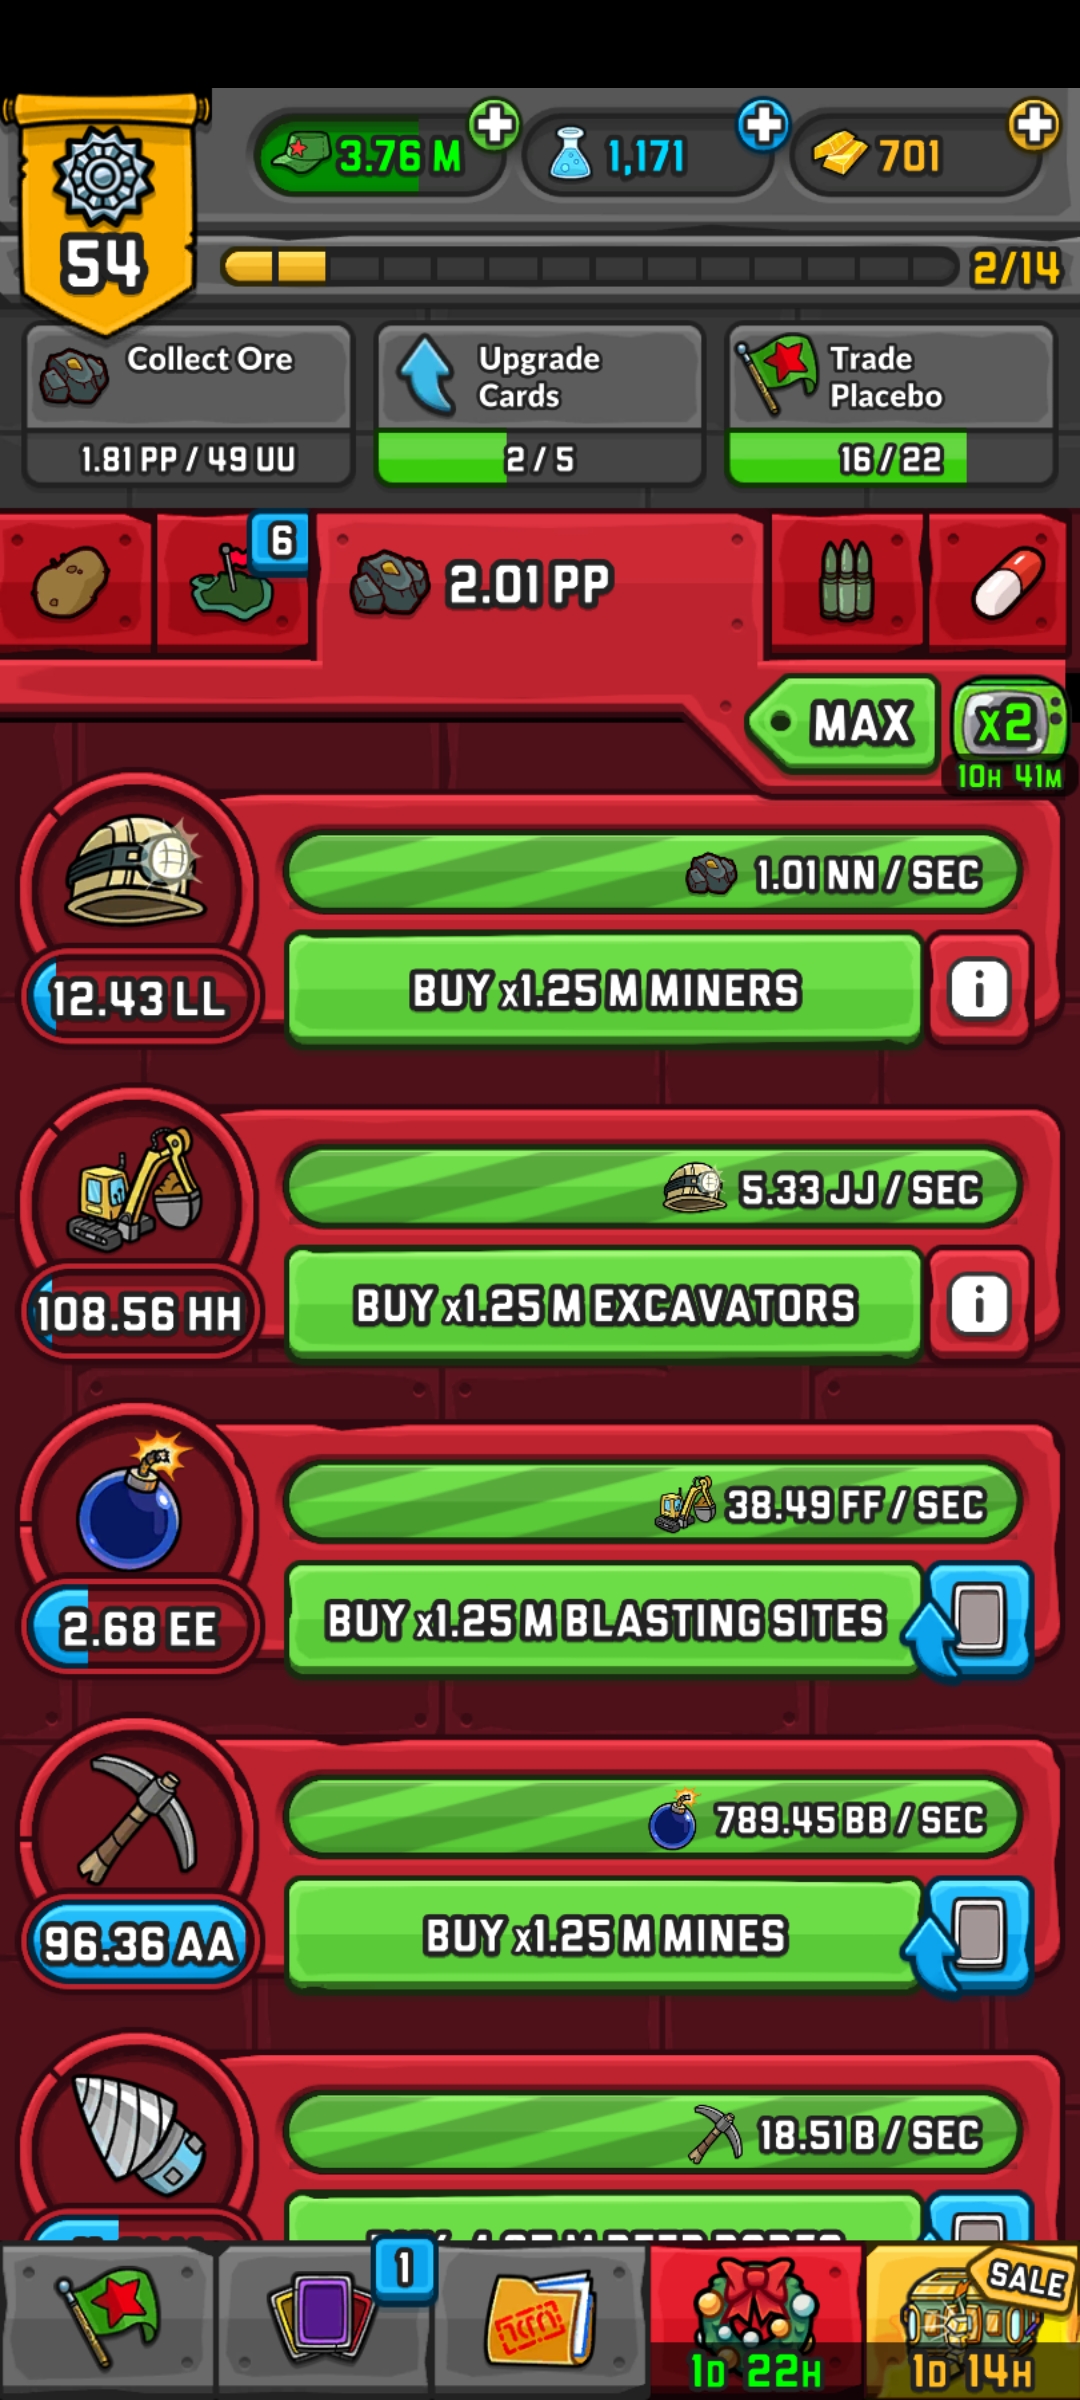 3.76 M
1,171
701
54
2/14
Collect Ore
1.81 PP / 49 UU
Upgrade
Cards
2 / 5
Trade
Placebo
16 / 22
6
2.01 PP
MAX
x2
10H 41M
1.01 NN / SEC
12.43 LL
BUY x1.25 M MINERS
i
5.33 JJ / SEC
108.56 HH
BUY x1.25 M EXCAVATORS
i
38.49 FF / SEC
2.68 EE
BUY x1.25 M BLASTING SITES
789.45 BB / SEC
96.36 AA
BUY x1.25 M MINES
18.51 B / SEC
1
SALE
1D 22H
1D 14H